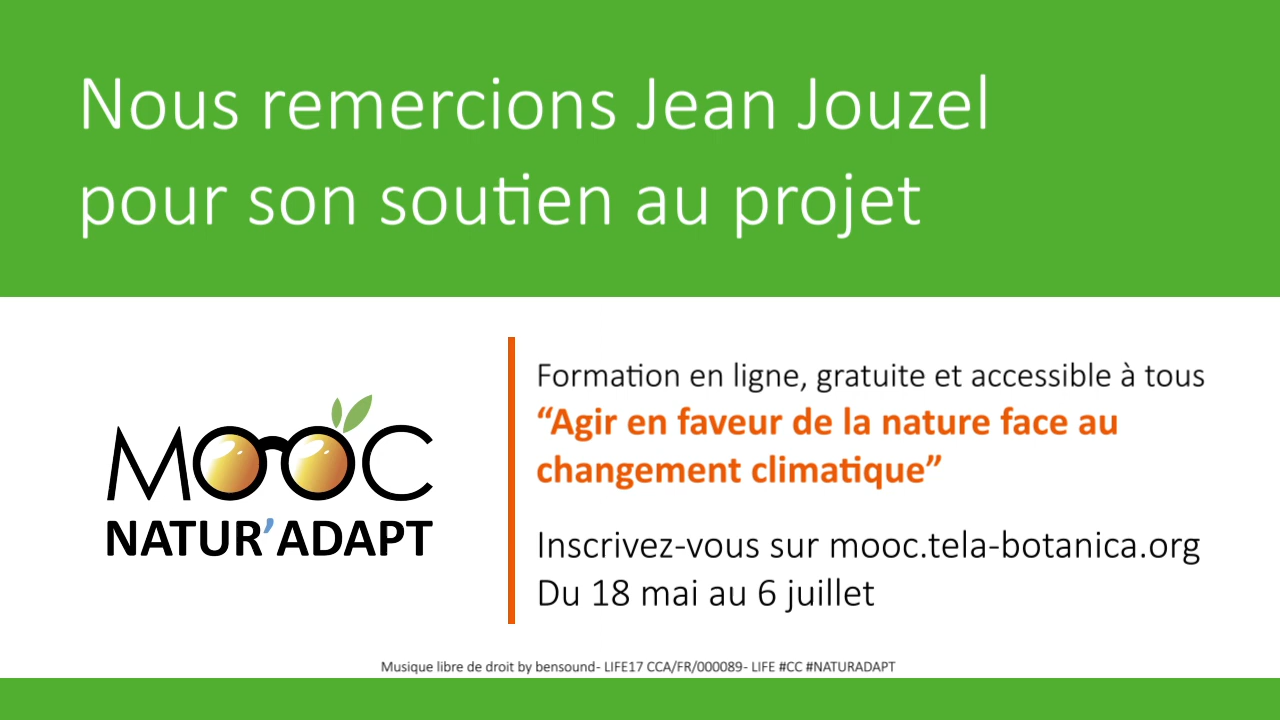 Nous remercions Jean Jouzel
pour son soutien au projet
MOOC
NATUR'ADAPT
Formation en ligne, gratuite et accessible à tous
“Agir en faveur de la nature face au
changement climatique”
Inscrivez-vous sur mooc.tela-botanica.org
Du 18 mai au 6 juillet
Musique libre de droit by bensound- LIFE17 CCA/FR/000089- LIFE #CC #NATURADAPT